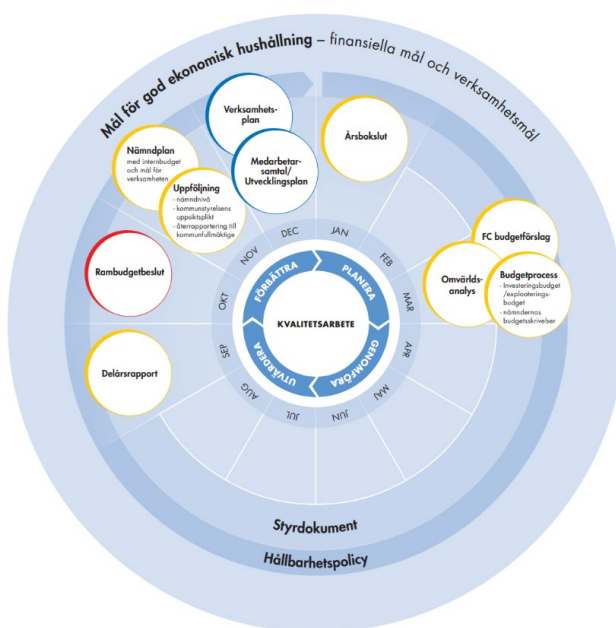 Mål för god ekonomisk hushållning – finansiella mål och verksamhetsmål
Verksamhets-
plan
Medarbetar-
samtal/
Utvecklingsplan
Årsbokslut
Nämndplan
med internbudget
och mål för
verksamheten
Uppföljning
- nämndnivå
- kommunstyrelsens
uppsiktsplikt
- återrapportering till
kommunfullmäktige
FC budgetförslag
Omvärlds-
analys
Budgetprocess
- Investeringsbudget
/exploaterings-
budget
- nämndernas
budgetskrivelser
Rambudgetbeslut
Delårsrapport
JAN
FEB
MAR
APR
MAJ
JUN
JUL
AUG
SEP
OKT
NOV
DEC
FÖRBÄTTRA
PLANERA
GENOMFÖRA
UTVÄRDERA
KVALITETSARBETE
Styrdokument
Hållbarhetspolicy